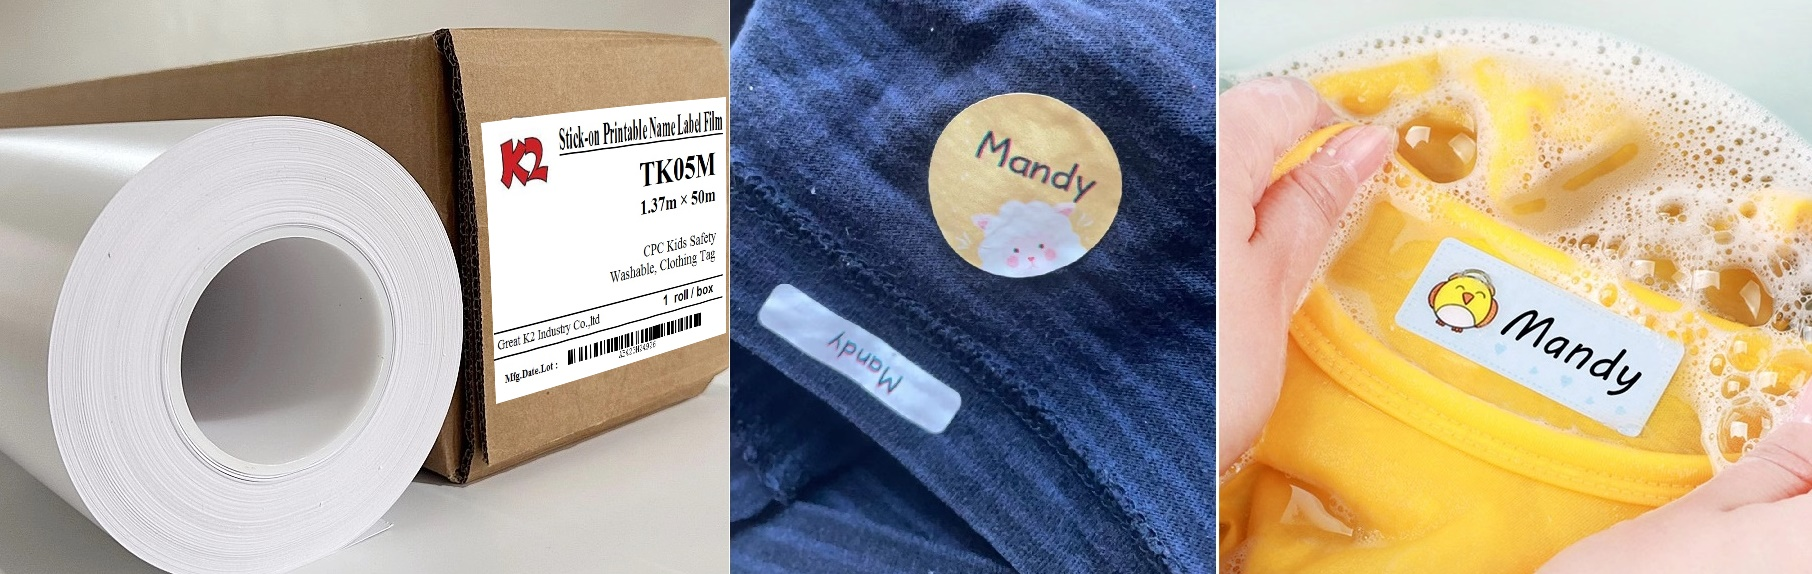 K2
Stick-on Printable Name Label Film
TK05M
1.37m × 50m
CPC Kids Safety
Washable, Clothing Tag
1 roll / box
Great K2 Industry Co.,ltd
Mfg.Date.Lot :
Mandy
Mandy
Mandy